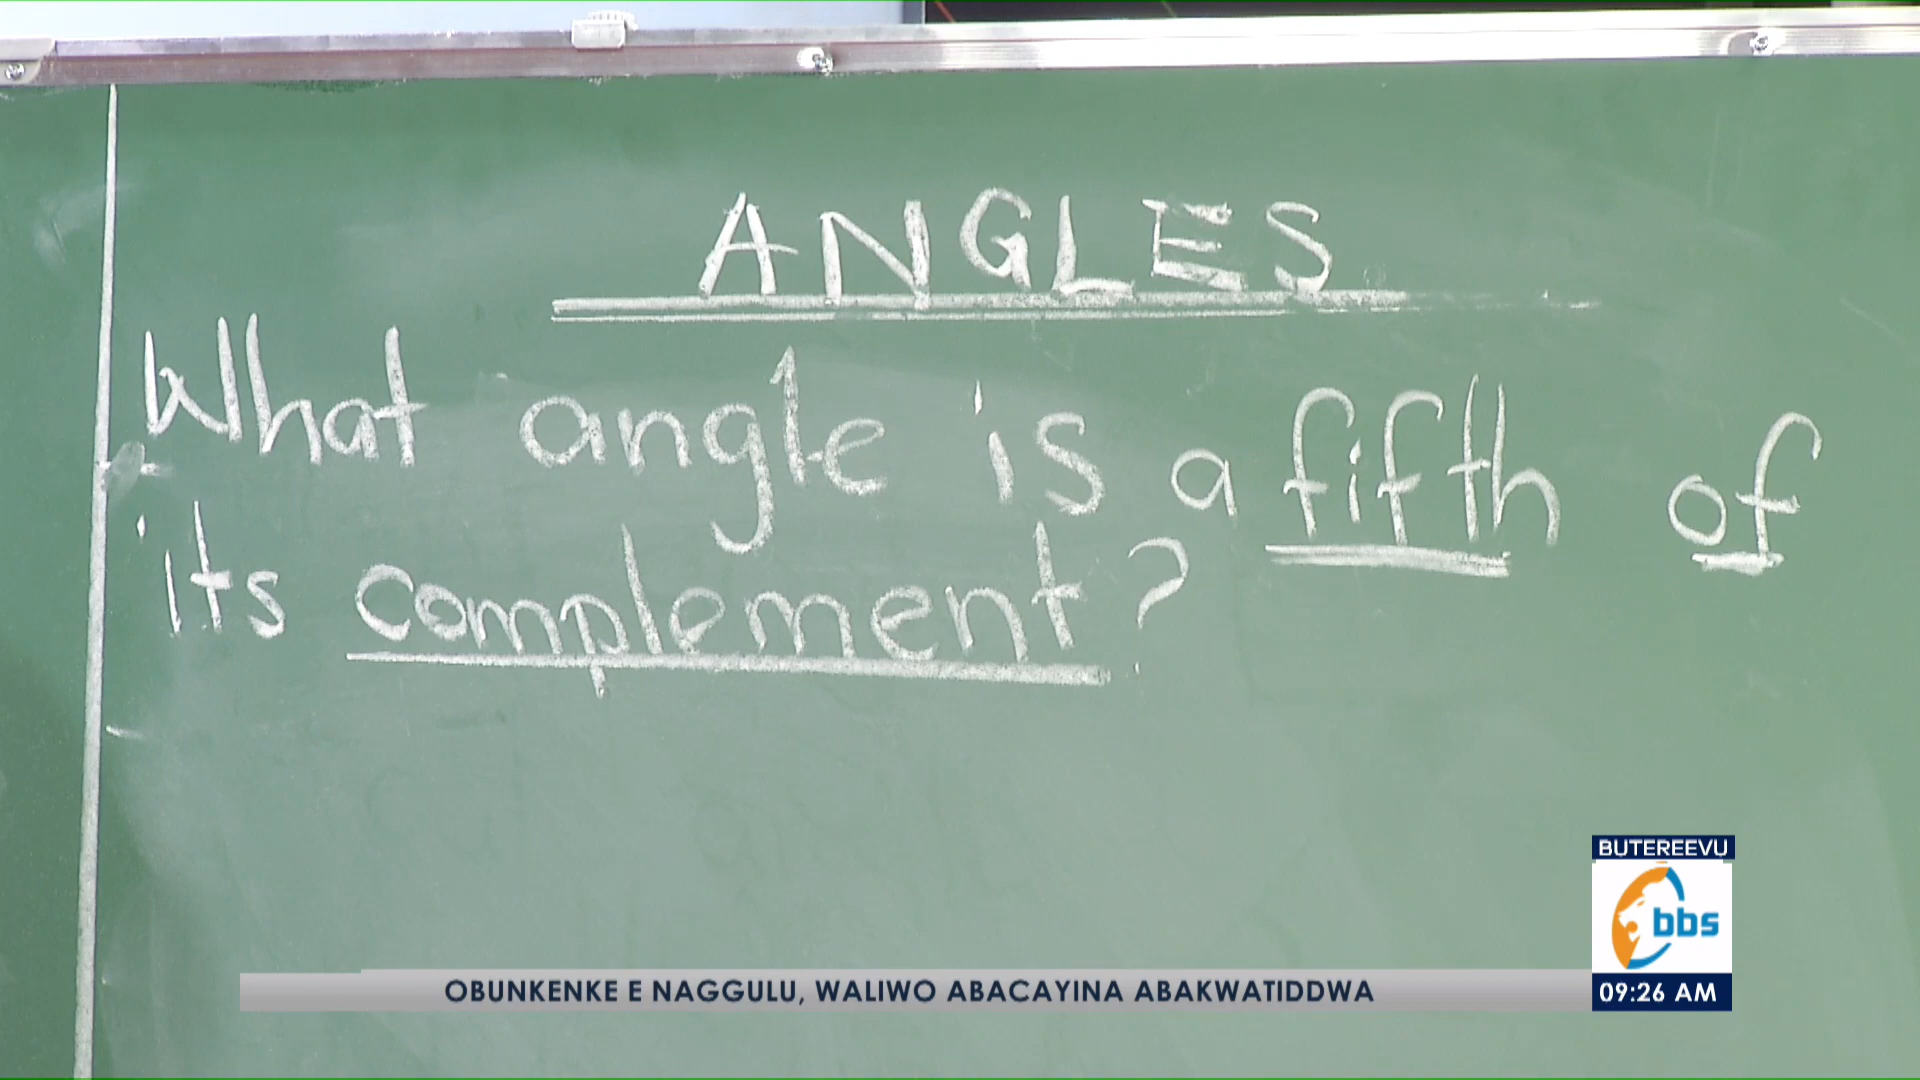 ANGLES
What angle is a fifth of
its complement?
BUTEREEVU
bbs
OBUNKENKE E NAGGULU, WALIWO ABACAYINA ABAKWATIDDWA
09:26 AM